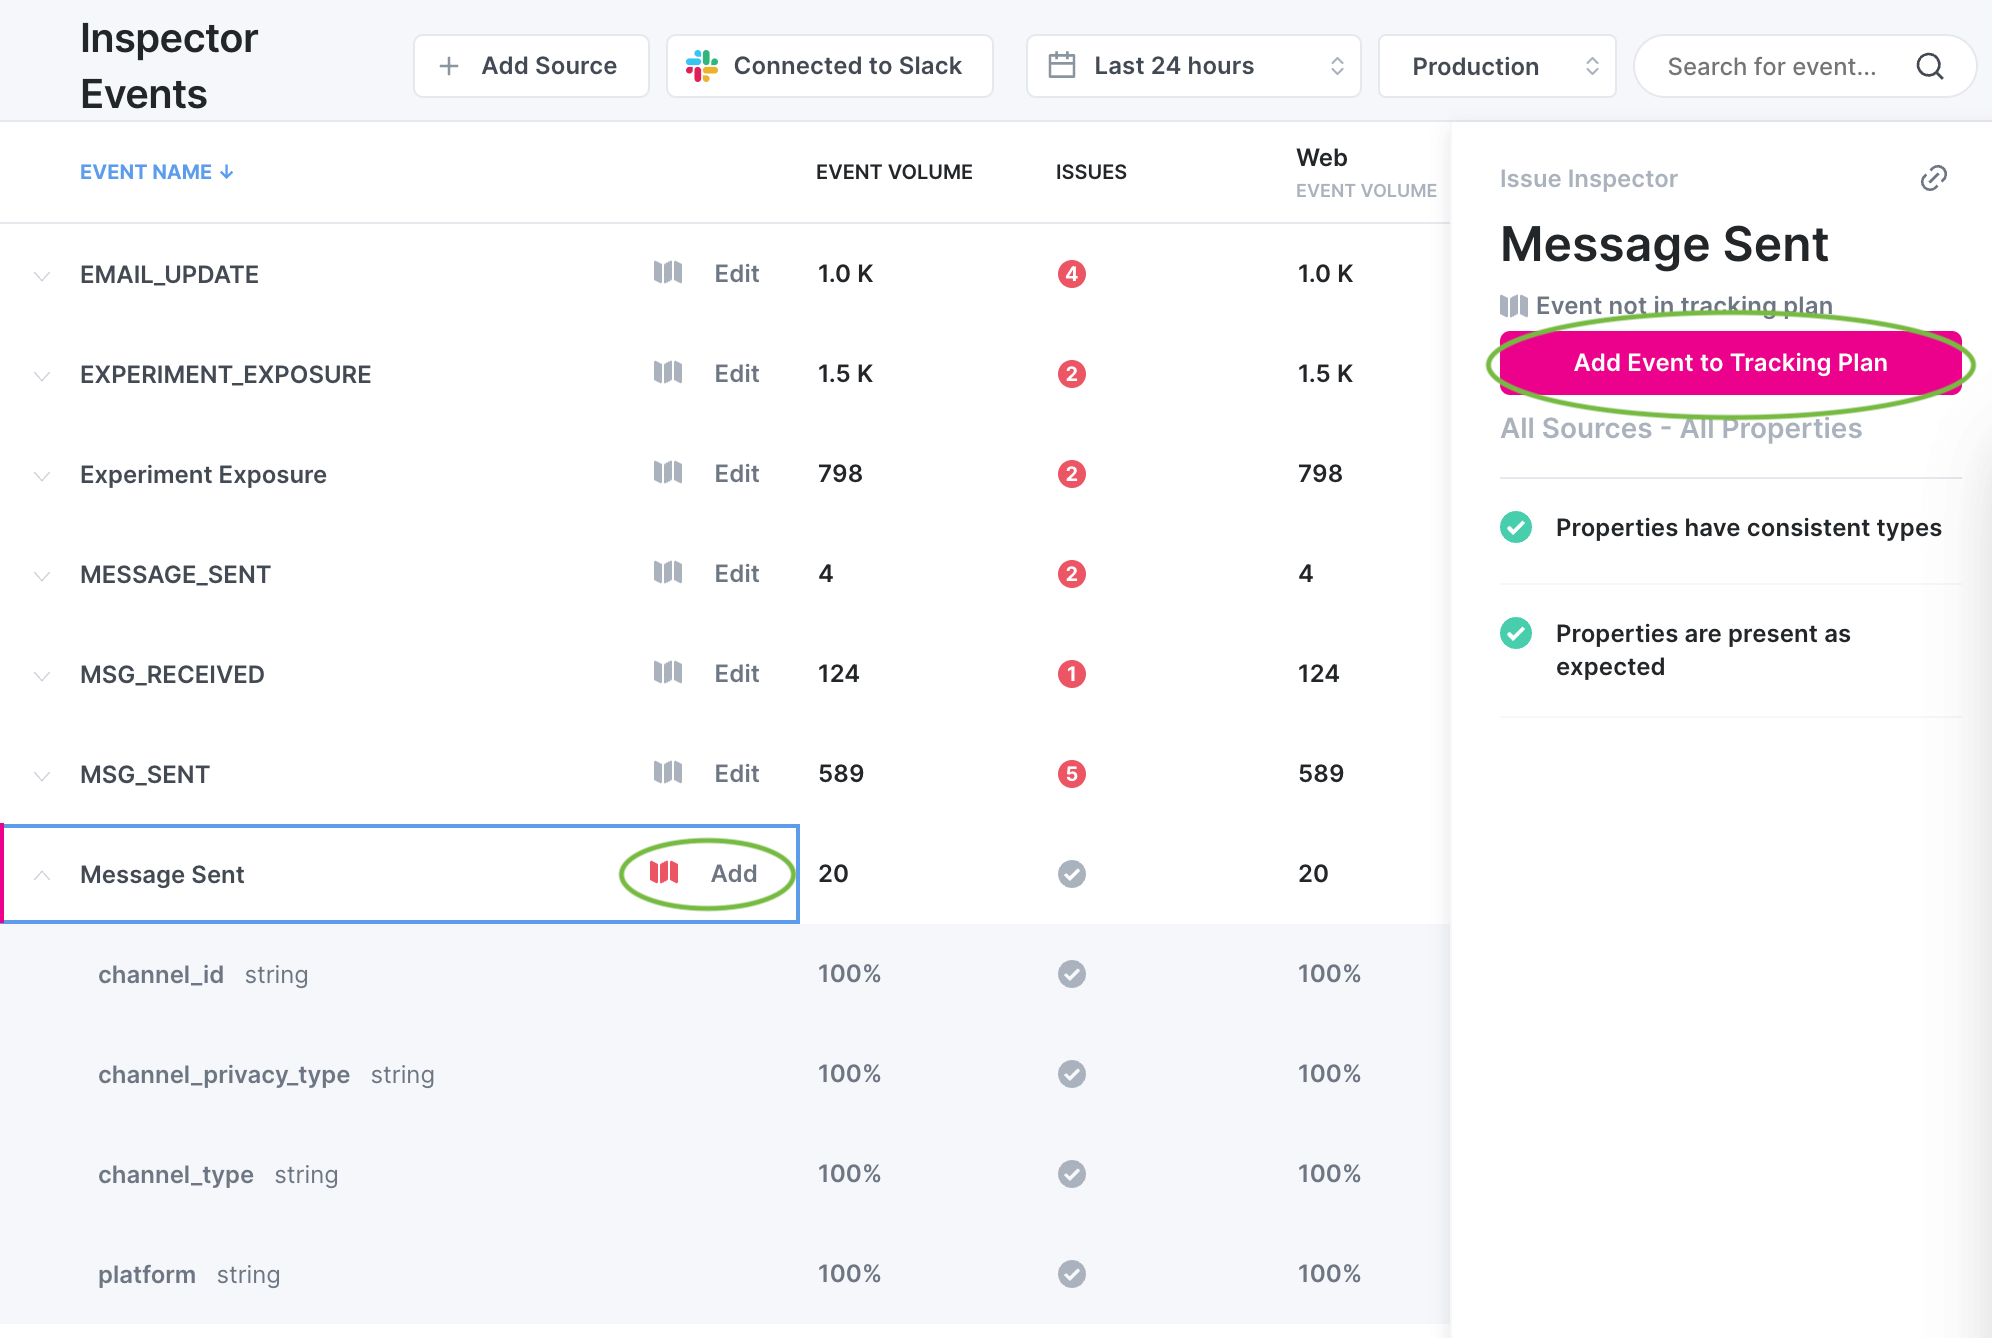 Inspector
Events
Add Source
Connected to Slack
Last 24 hours
Production
Search for event...
EVENT NAME ↓
EVENT VOLUME
ISSUES
Web
EVENT VOLUME
EMAIL_UPDATE Edit 1.0 K 4 1.0 K
EXPERIMENT_EXPOSURE Edit 1.5 K 2 1.5 K
Experiment Exposure Edit 798 2 798
MESSAGE_SENT Edit 4 2 4
MSG_RECEIVED Edit 124 1 124
MSG_SENT Edit 589 5 589
Message Sent Add 20 20
channel_id string 100% 100%
channel_privacy_type string 100% 100%
channel_type string 100% 100%
platform string 100% 100%
Issue Inspector
Message Sent
Event not in tracking plan
Add Event to Tracking Plan
All Sources - All Properties
Properties have consistent types
Properties are present as
expected